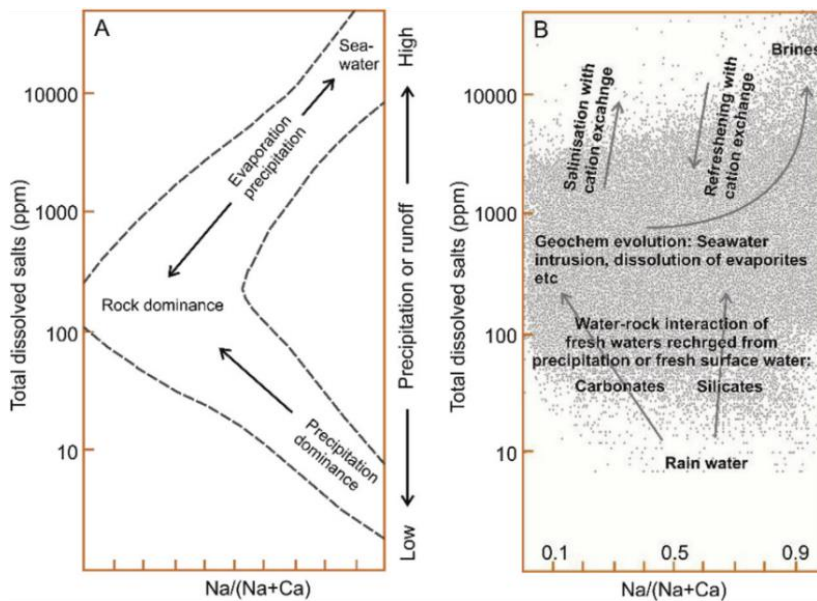 A
Sea-
water
Evaporation
precipitation
Rock dominance
Precipitation
dominance
10000
1000
100
10
Total dissolved salts (ppm)
Na/(Na+Ca)
High
Precipitation or runoff
Low
B
Brines
Salinisation with
cation excahnge
Refreshening with
cation exchange
Geochem evolution: Seawater
intrusion, dissolution of evaporites
etc
Water-rock interaction of
fresh waters rechrged from
precipitation or fresh surface water:
Carbonates Silicates
Rain water
10000
1000
100
10
Total dissolved salts (ppm)
0.1 0.5 0.9
Na/(Na+Ca)